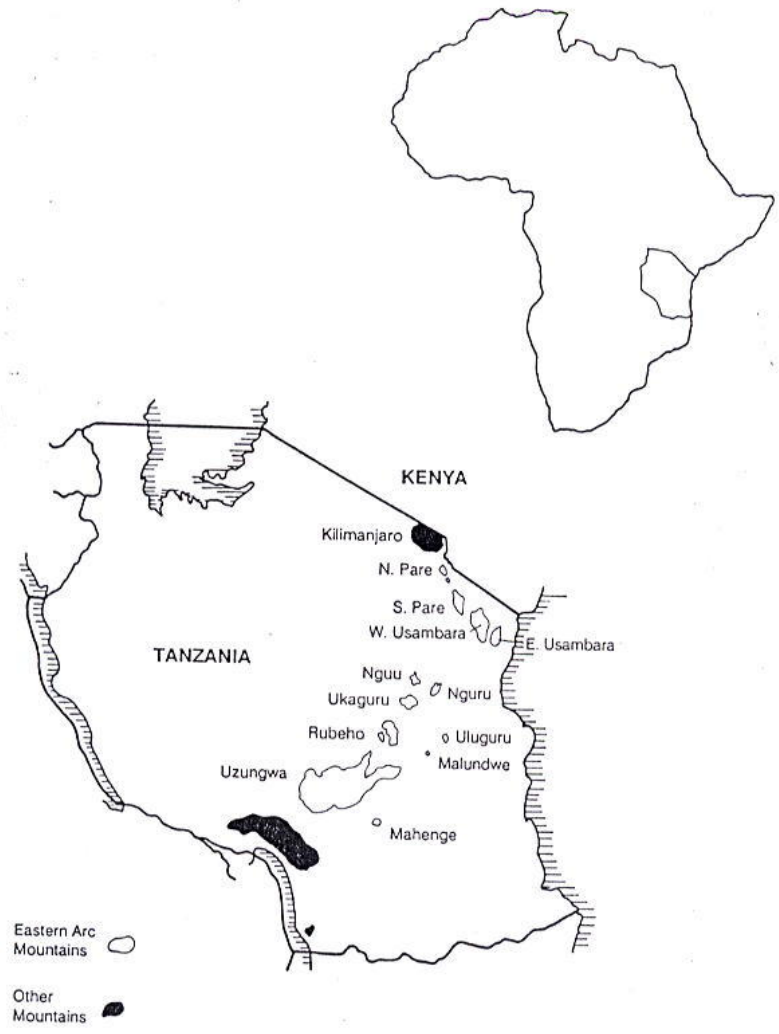 KENYA
Kilimanjaro
N. Pare
S. Pare
W. Usambara
E. Usambara
TANZANIA
Nguu
Nguru
Ukaguru
Rubeho
Uluguru
Malundwe
Uzungwa
Mahenge
Eastern Arc
Mountains
Other
Mountains